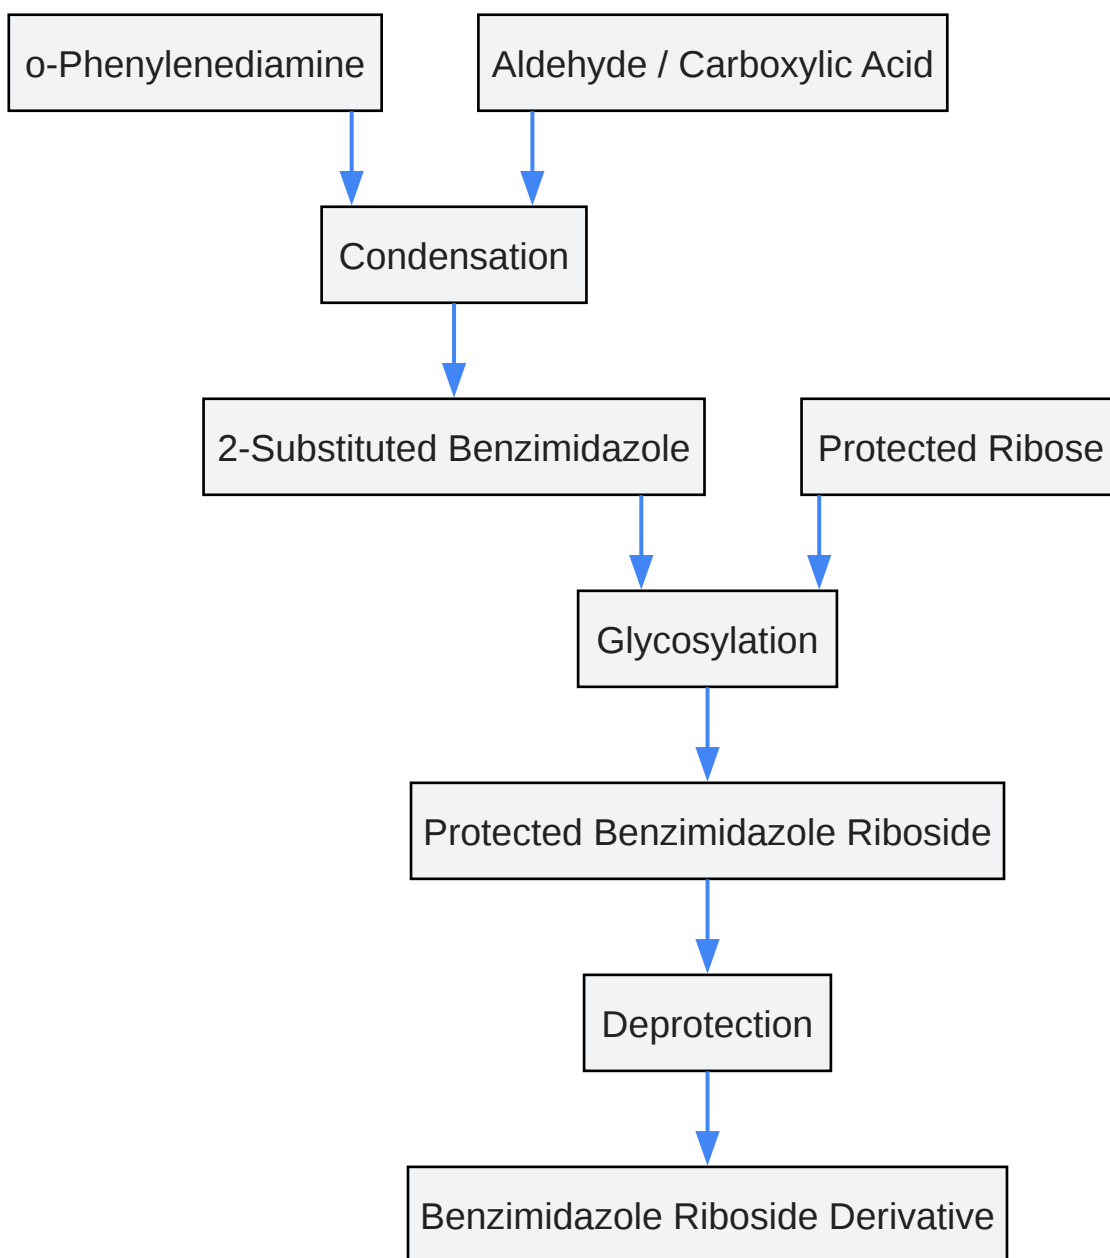 o-Phenylenediamine
Aldehyde / Carboxylic Acid
Condensation
2-Substituted Benzimidazole
Protected Ribose
Glycosylation
Protected Benzimidazole Riboside
Deprotection
Benzimidazole Riboside Derivative